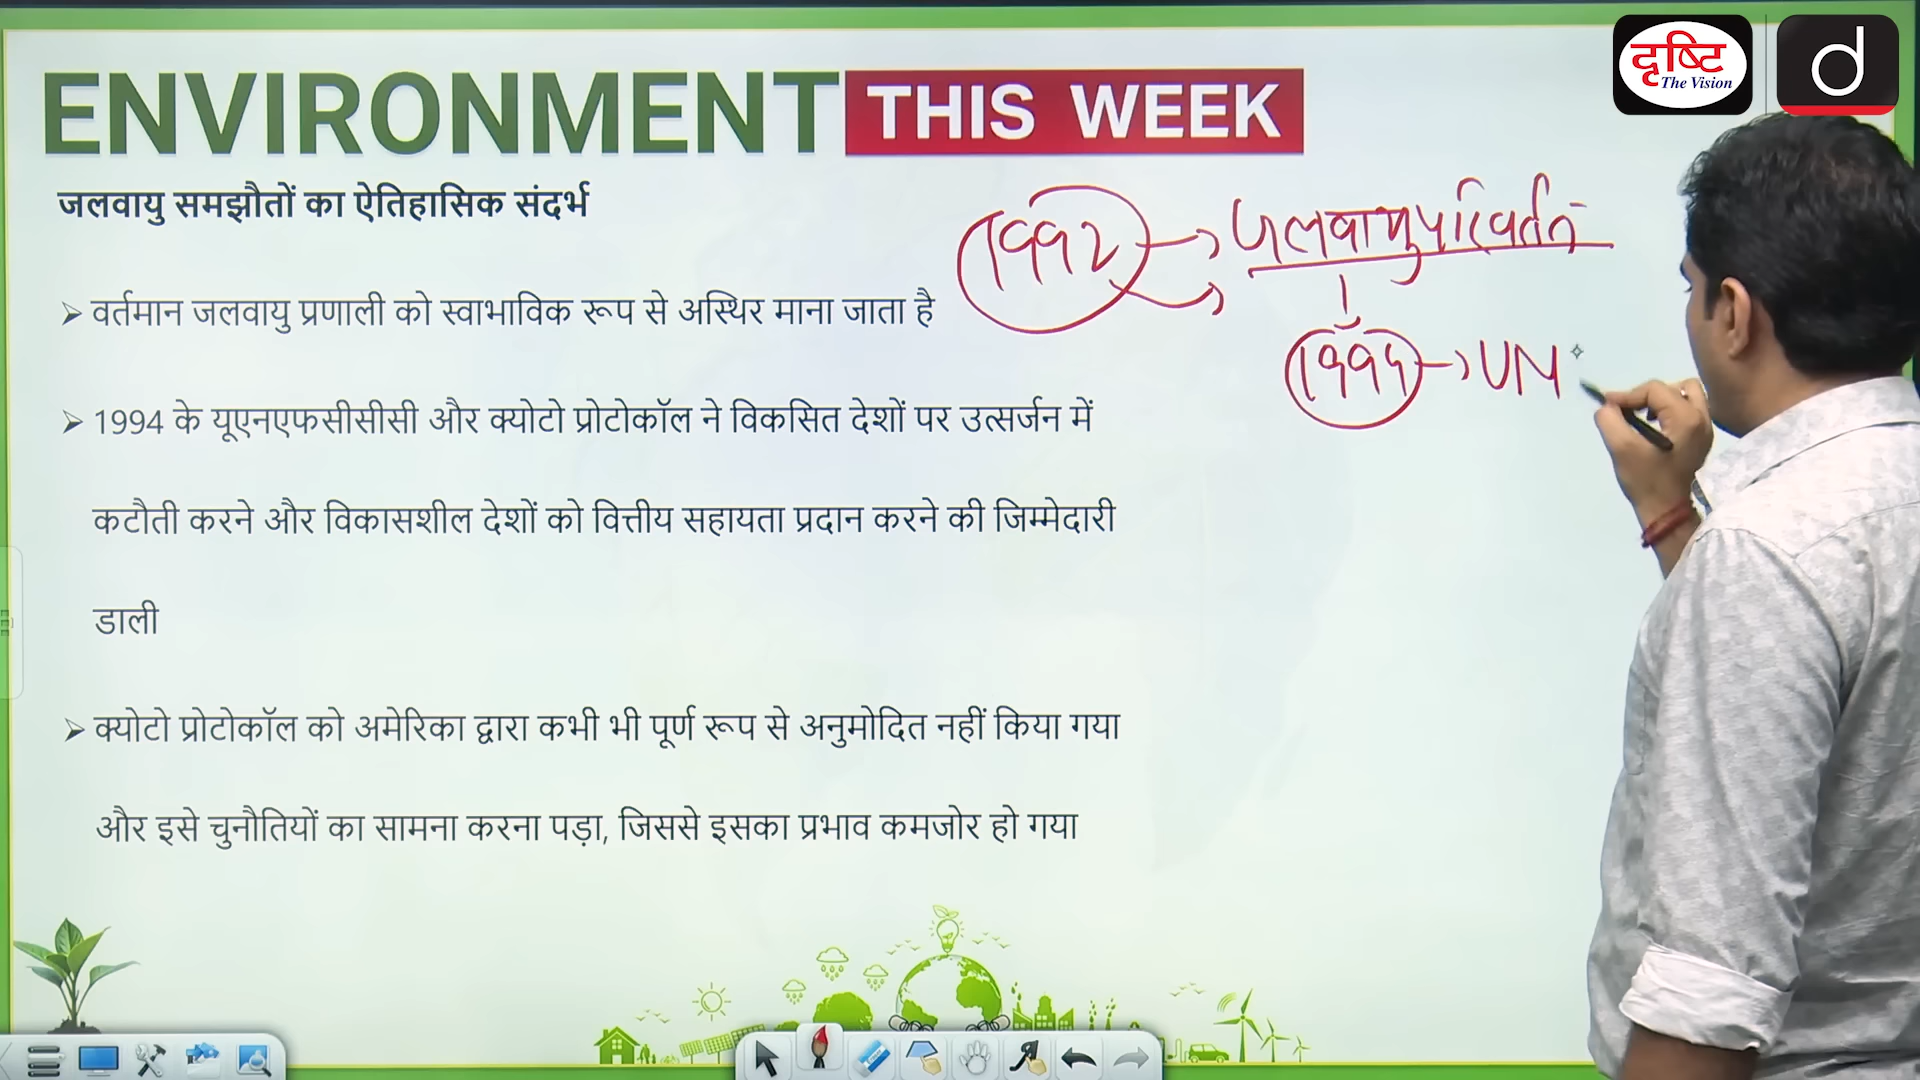 दृष्टि
The Vision
d
ENVIRONMENT THIS WEEK
जलवायु समझौतों का ऐतिहासिक संदर्भ
1992 → जलवायु परिवर्तन
➢ वर्तमान जलवायु प्रणाली को स्वाभाविक रूप से अस्थिर माना जाता है
→ UN
➢ 1994 के यूएनएफसीसीसी और क्योटो प्रोटोकॉल ने विकसित देशों पर उत्सर्जन में
कटौती करने और विकासशील देशों को वित्तीय सहायता प्रदान करने की जिम्मेदारी
डाली
➢ क्योटो प्रोटोकॉल को अमेरिका द्वारा कभी भी पूर्ण रूप से अनुमोदित नहीं किया गया
और इसे चुनौतियों का सामना करना पड़ा, जिससे इसका प्रभाव कमजोर हो गया